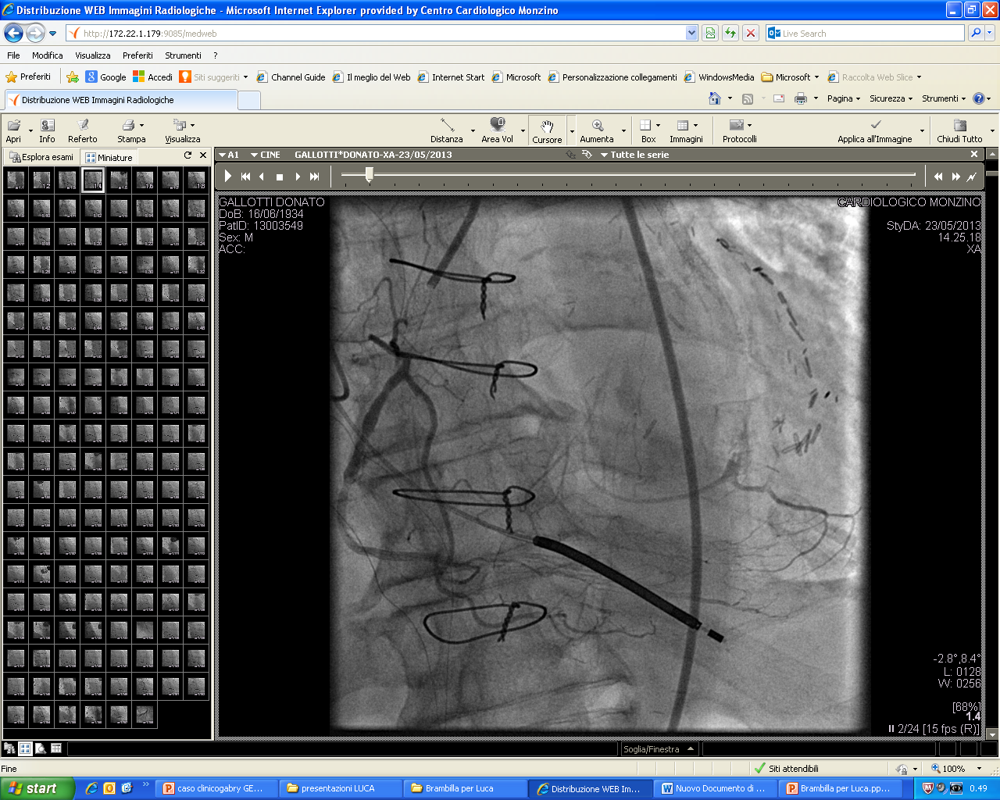 Distribuzione WEB Immagini Radiologiche - Microsoft Internet Explorer provided by Centro Cardiologico Monzino
http://172.22.1.179:9085/medweb
Live Search
File Modifica Visualizza Preferiti Strumenti ?
Preferiti Google Accedi Siti suggeriti Channel Guide Il meglio del Web Internet Start Microsoft Personalizzazione collegamenti WindowsMedia Microsoft Raccolta Web Slice
Distribuzione WEB Immagini Radiologiche
Pagina Sicurezza Strumenti
Apri Info Referto Stampa Visualizza Distanza Area Vol Cursore Aumenta Box Immagini Protocolli Applica all'Immagine Chiudi Tutto
Esplora esami Miniature
A1 CINE GALLOTTI*DONATO-XA-23/05/2013 Tutte le serie
GALLOTTI DONATO
DoB: 16/06/1934
PatID: 13003549
Sex: M
ACC:
CARDIOLOGICO MONZINO
StyDA: 23/05/2013
14.25.18
XA
-2.8°,8.4°
L: 0128
W: 0256
[68%]
1.4
2/24 [15 fps (R)]
Soglia/Finestra
Fine Siti attendibili 100%
start caso clinicogabry GE... presentazioni LUCA Brambilla per Luca Distribuzione WEB Im... Nuovo Documento di ... Brambilla per Luca.pp... 0.49